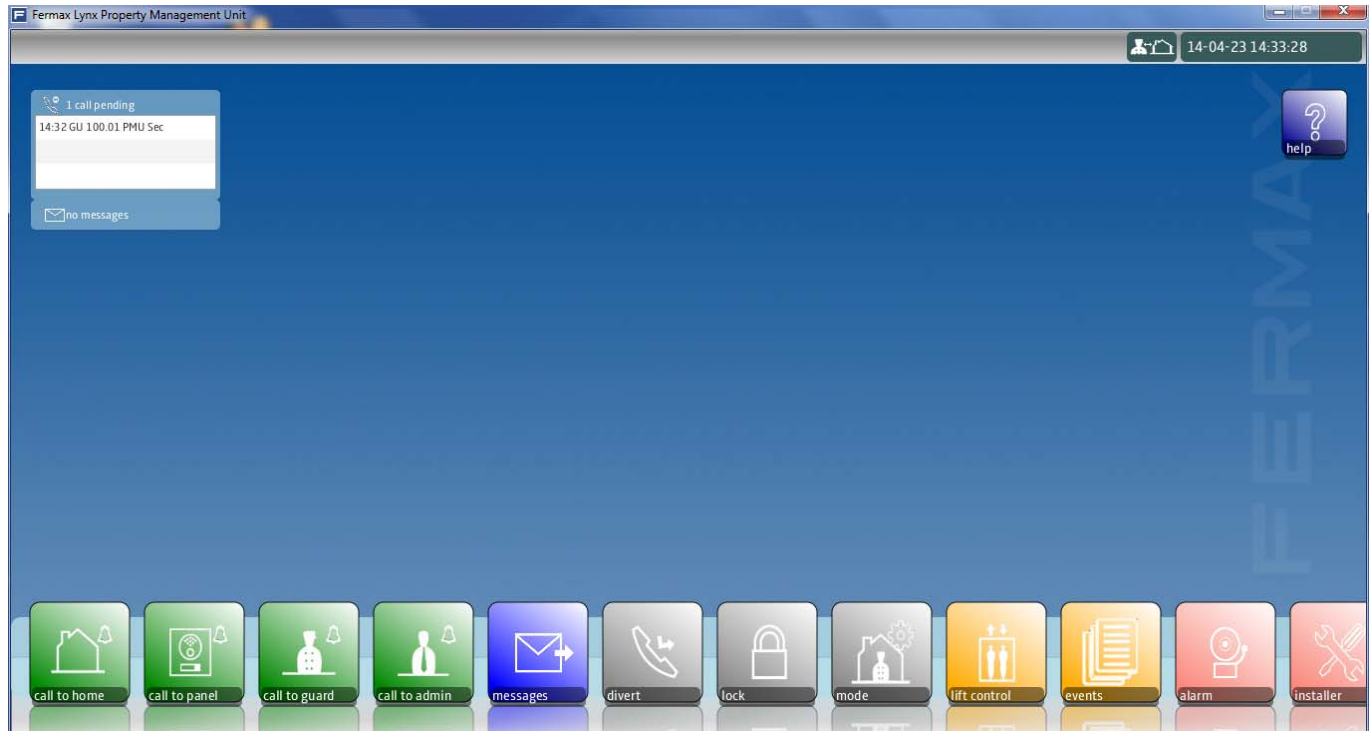 Fermax Lynx Property Management Unit
14-04-23 14:33:28
1 call pending
14:32 GU 100.01 PMU Sec
no messages
help
FERMAX
call to home
call to panel
call to guard
call to admin
messages
divert
lock
mode
lift control
events
alarm
installer